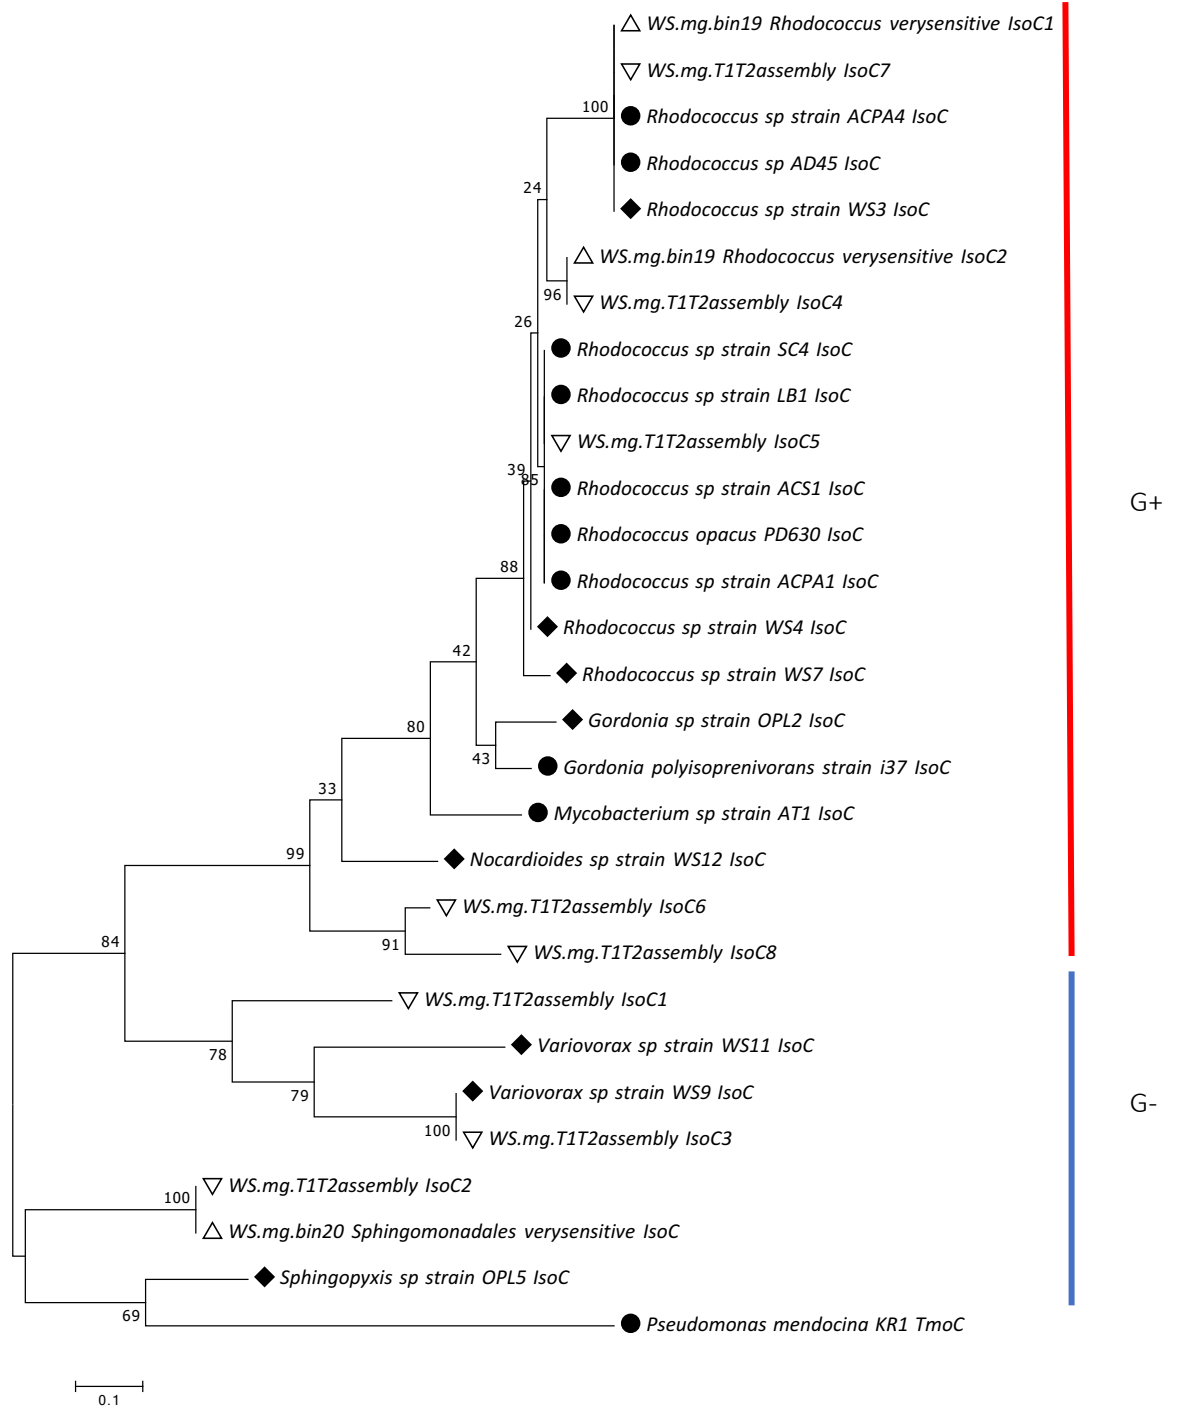 WS.mg.bin19 Rhodococcus verysensitive IsoC1
WS.mg.T1T2assembly IsoC7
100
Rhodococcus sp strain ACPA4 IsoC
Rhodococcus sp AD45 IsoC
24
Rhodococcus sp strain WS3 IsoC
WS.mg.bin19 Rhodococcus verysensitive IsoC2
96
WS.mg.T1T2assembly IsoC4
26
Rhodococcus sp strain SC4 IsoC
Rhodococcus sp strain LB1 IsoC
WS.mg.T1T2assembly IsoC5
39
85
Rhodococcus sp strain ACS1 IsoC
G+
Rhodococcus opacus PD630 IsoC
88
Rhodococcus sp strain ACPA1 IsoC
Rhodococcus sp strain WS4 IsoC
42
Rhodococcus sp strain WS7 IsoC
80
Gordonia sp strain OPL2 IsoC
43
Gordonia polyisoprenivorans strain i37 IsoC
33
Mycobacterium sp strain AT1 IsoC
99
Nocardioides sp strain WS12 IsoC
WS.mg.T1T2assembly IsoC6
84
91
WS.mg.T1T2assembly IsoC8
WS.mg.T1T2assembly IsoC1
78
Variovorax sp strain WS11 IsoC
79
Variovorax sp strain WS9 IsoC
G-
100
WS.mg.T1T2assembly IsoC3
WS.mg.T1T2assembly IsoC2
100
WS.mg.bin20 Sphingomonadales verysensitive IsoC
Sphingopyxis sp strain OPL5 IsoC
69
Pseudomonas mendocina KR1 TmoC
0.1